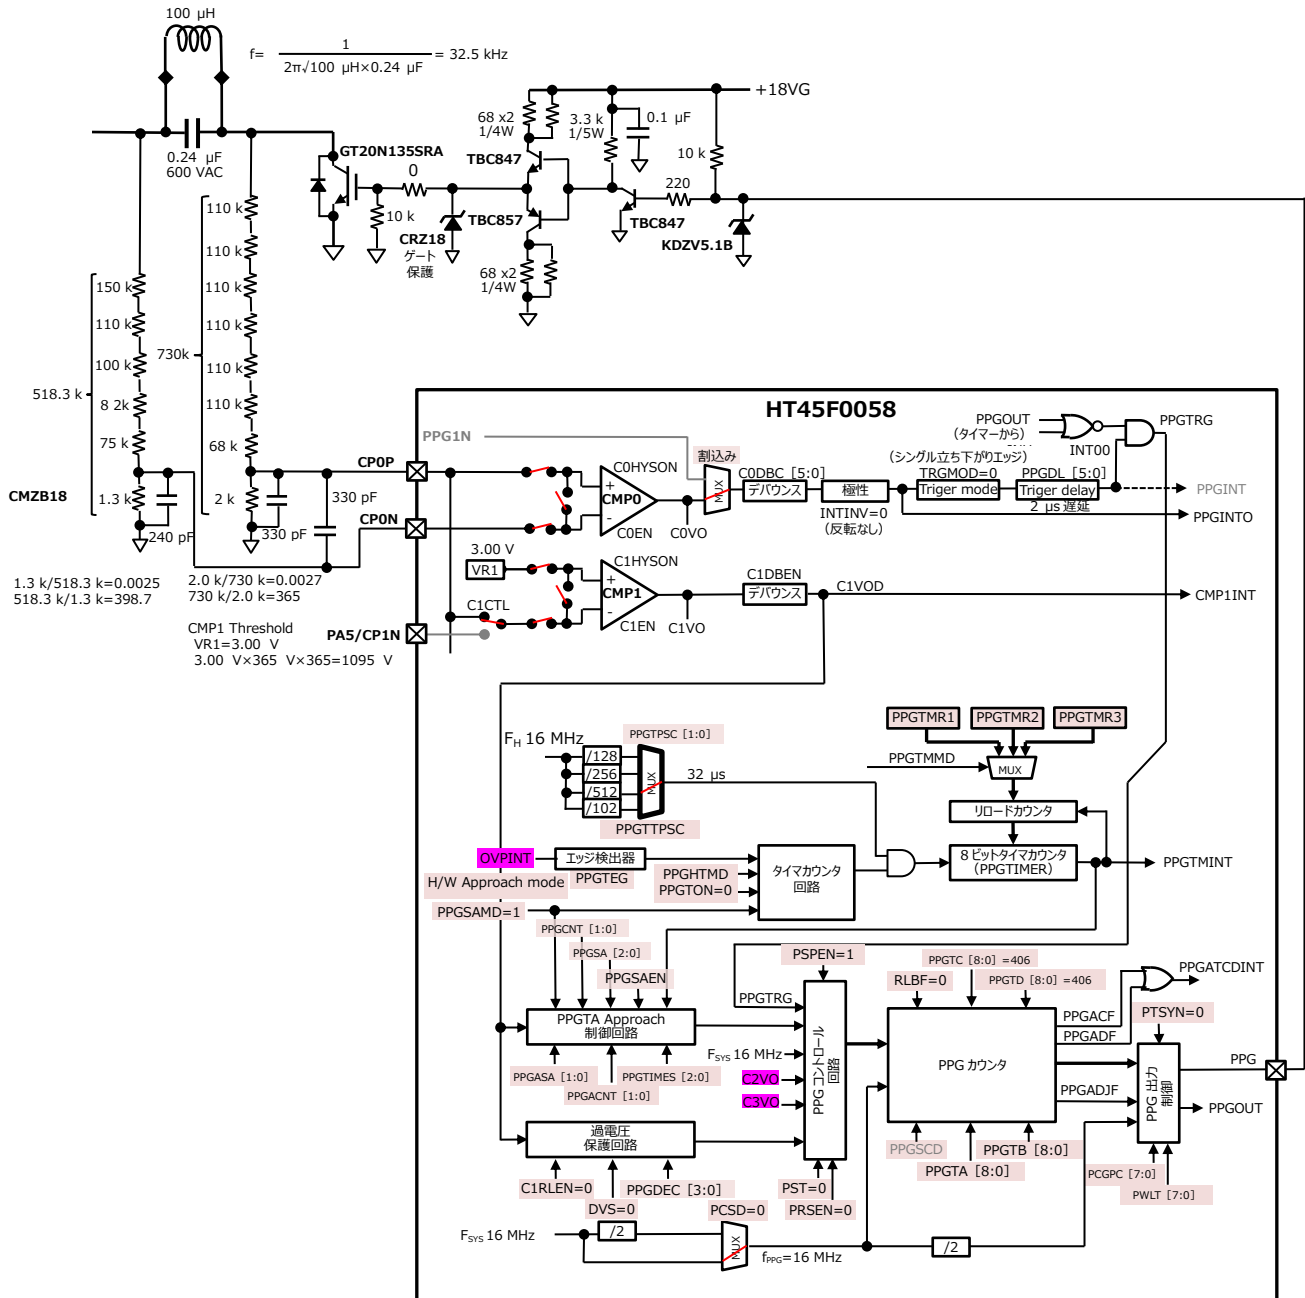 100 μH
f= 1 / 2π√100 μH×0.24 μF = 32.5 kHz
+18VG
68 x2
1/4W
3.3 k
1/5W
0.1 μF
10 k
0.24 μF
600 VAC
GT20N135SRA
0
TBC847
220
10 k
TBC857
TBC847
KDZV5.1B
CRZ18
ゲート
保護
68 x2
1/4W
110 k
110 k
110 k
110 k
110 k
110 k
68 k
730k
150 k
110 k
100 k
8 2k
75 k
518.3 k
CMZB18
1.3 k
240 pF
2 k
330 pF
330 pF
1.3 k/518.3 k=0.0025
518.3 k/1.3 k=398.7
2.0 k/730 k=0.0027
730 k/2.0 k=365
CMP1 Threshold
VR1=3.00 V
3.00 V×365 V×365=1095 V
HT45F0058
PPG1N
CP0P
CP0N
PA5/CP1N
C0HYSON
+
CMP0
-
C0EN
C0VO
割込み
MUX
C0DBC [5:0]
デバウンス
極性
INTINV=0
(反転なし)
PPGOUT
(タイマーから)
INT00
PPGTRG
(シングル立ち下がりエッジ)
TRGMOD=0
Triger mode
PPGDL [5:0]
Triger delay
2 μs 遅延
PPGINT
PPGINTO
3.00 V
VR1
C1HYSON
+
CMP1
-
C1EN
C1VO
C1CTL
C1DBEN
デバウンス
C1VOD
CMP1INT
FH 16 MHz
/128
/256
/512
/102
PPGTPSC [1:0]
MUX
PPGTTPSC
32 μs
PPGTMR1
PPGTMR2
PPGTMR3
PPGTMMD
MUX
リロードカウンタ
8ビットタイマカウンタ
(PPGTIMER)
PPGTMINT
OVPINT
エッジ検出器
PPGTEG
H/W Approach mode
PPGHTMD
PPGTON=0
PPGSAMD=1
タイマカウンタ
回路
PPGCNT [1:0]
PPGSA [2:0]
PPGSAEN
PPGTA Approach
制御回路
PPGASA [1:0]
PPGACNT [1:0]
PPGTIMES [2:0]
過電圧
保護回路
C1RLEN=0
DVS=0
PPGDEC [3:0]
PSPEN=1
PPGTRG
FSYS 16 MHz
C2VO
C3VO
PPG コントロール
回路
PST=0
PRSEN=0
RLBF=0
PPGTC [8:0] =406
PPGTD [8:0] =406
PPG カウンタ
PPGACF
PPGADF
PPGADJF
PPGSCD
PPGTA [8:0]
PPGTB [8:0]
PPGATCDINT
PTSYN=0
PPG 出力
制御
PPG
PPGOUT
PCGPC [7:0]
PWLT [7:0]
FSYS 16 MHz
/2
PCSD=0
MUX
fPPG=16 MHz
/2